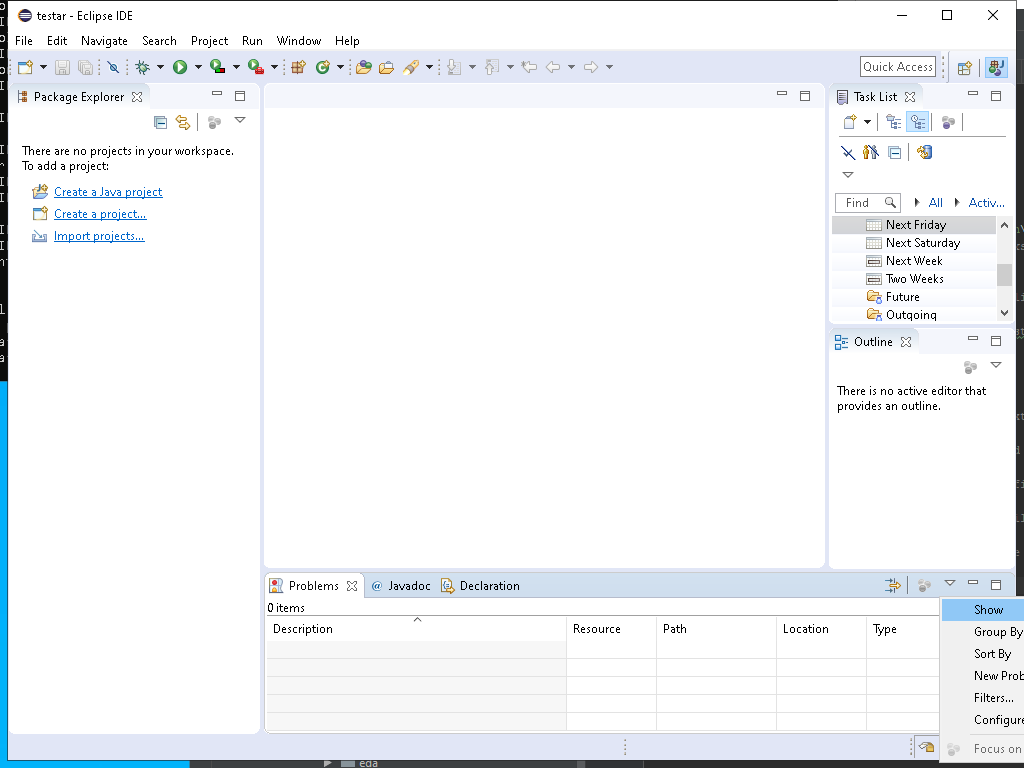 testar - Eclipse IDE
File Edit Navigate Search Project Run Window Help
Quick Access
Package Explorer
There are no projects in your workspace.
To add a project:
Create a Java project
Create a project...
Import projects...
Task List
Find All Activ...
Next Friday
Next Saturday
Next Week
Two Weeks
Future
Outgoing
Outline
There is no active editor that
provides an outline.
Problems @ Javadoc Declaration
0 items
Description Resource Path Location Type
Show
Group By
Sort By
New Prob
Filters...
Configure
Focus on
eda